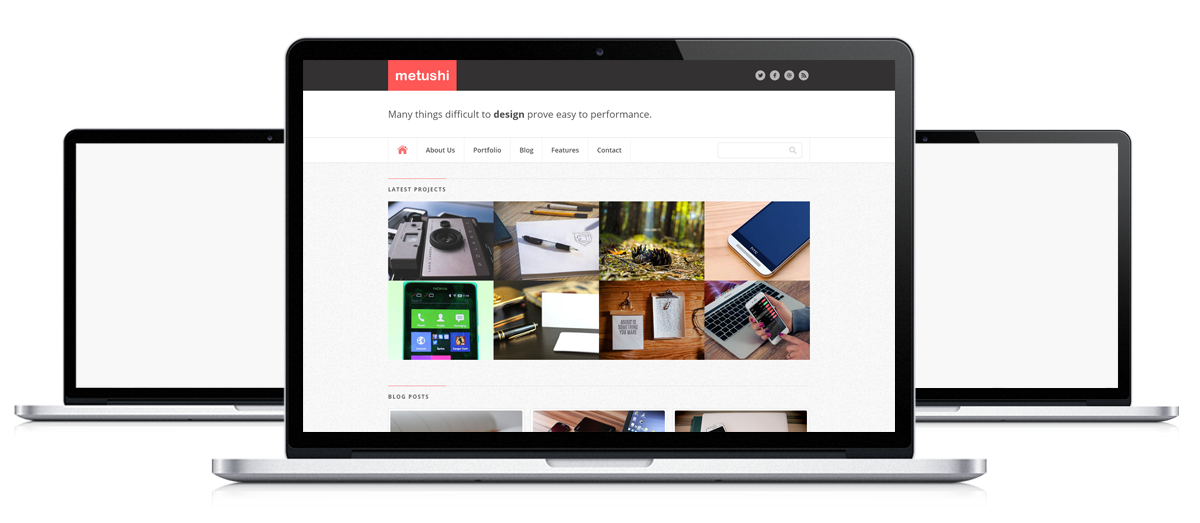 metushi
Many things difficult to design prove easy to performance.
About Us Portfolio Blog Features Contact
LATEST PROJECTS
NOKIA
BLOG POSTS